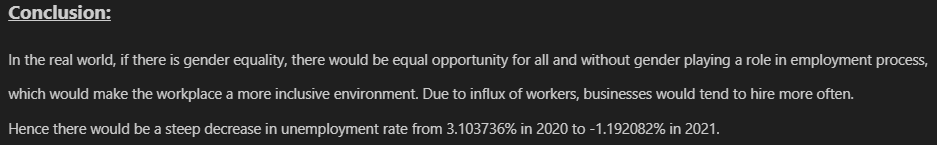 Conclusion:
In the real world, if there is gender equality, there would be equal opportunity for all and without gender playing a role in employment process,
which would make the workplace a more inclusive environment. Due to influx of workers, businesses would tend to hire more often.
Hence there would be a steep decrease in unemployment rate from 3.103736% in 2020 to -1.192082% in 2021.